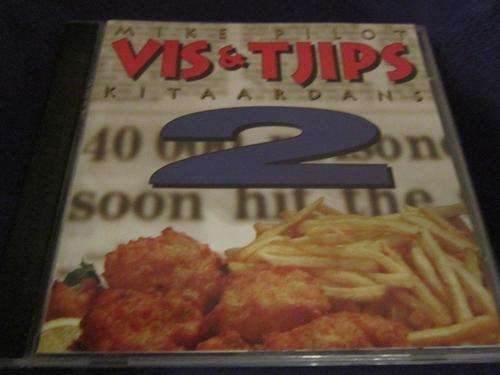 MIKE PILOT
VIS & TJIPS
KITAARDANS
2
40
soon hit the